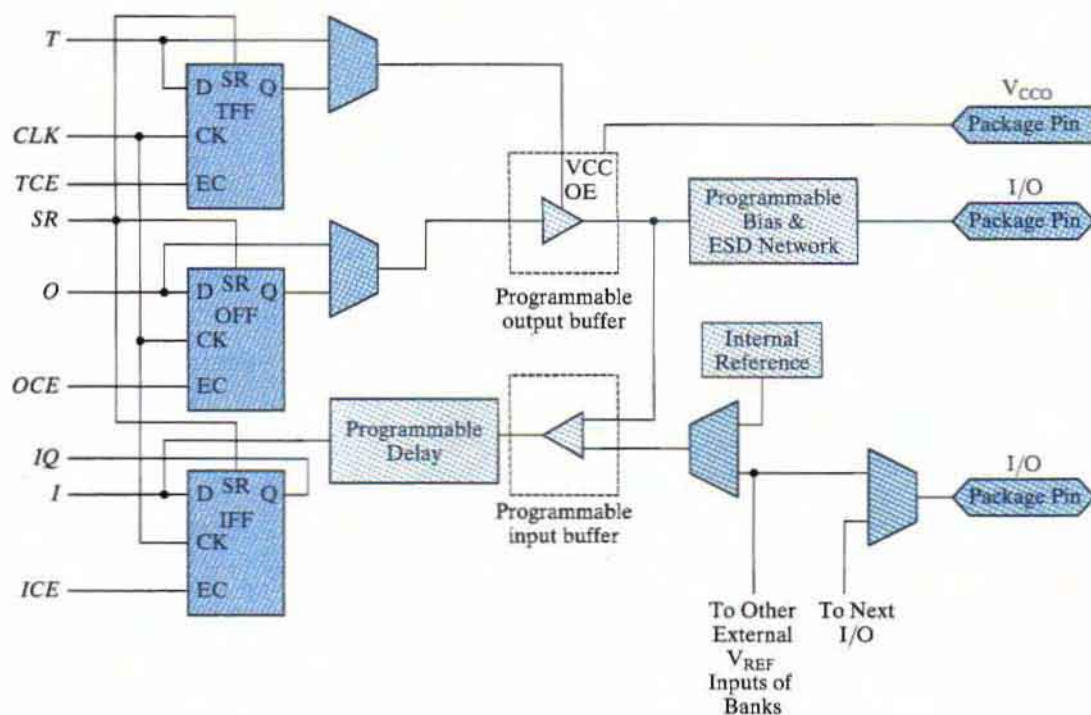 T
D SR Q
TFF
CLK
CK
TCE
EC
SR
V_CCO
Package Pin
VCC
OE
I/O
Package Pin
Programmable
Bias &
ESD Network
Programmable
output buffer
O
D SR Q
OFF
CK
OCE
EC
Internal
Reference
Programmable
Delay
IQ
I
D SR Q
IFF
CK
ICE
EC
Programmable
input buffer
I/O
Package Pin
To Other
External
V_REF
Inputs of
Banks
To Next
I/O